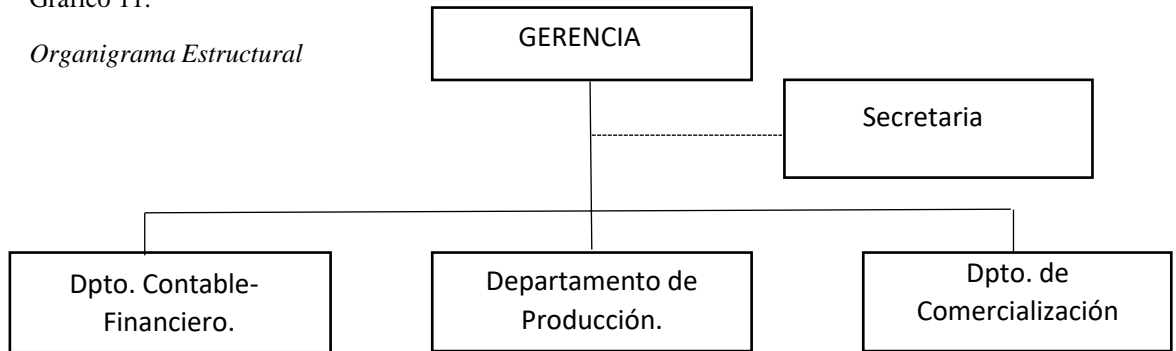 Gráfico 11.
Organigrama Estructural
GERENCIA
Secretaria
Dpto. Contable-
Financiero.
Departamento de
Producción.
Dpto. de
Comercialización